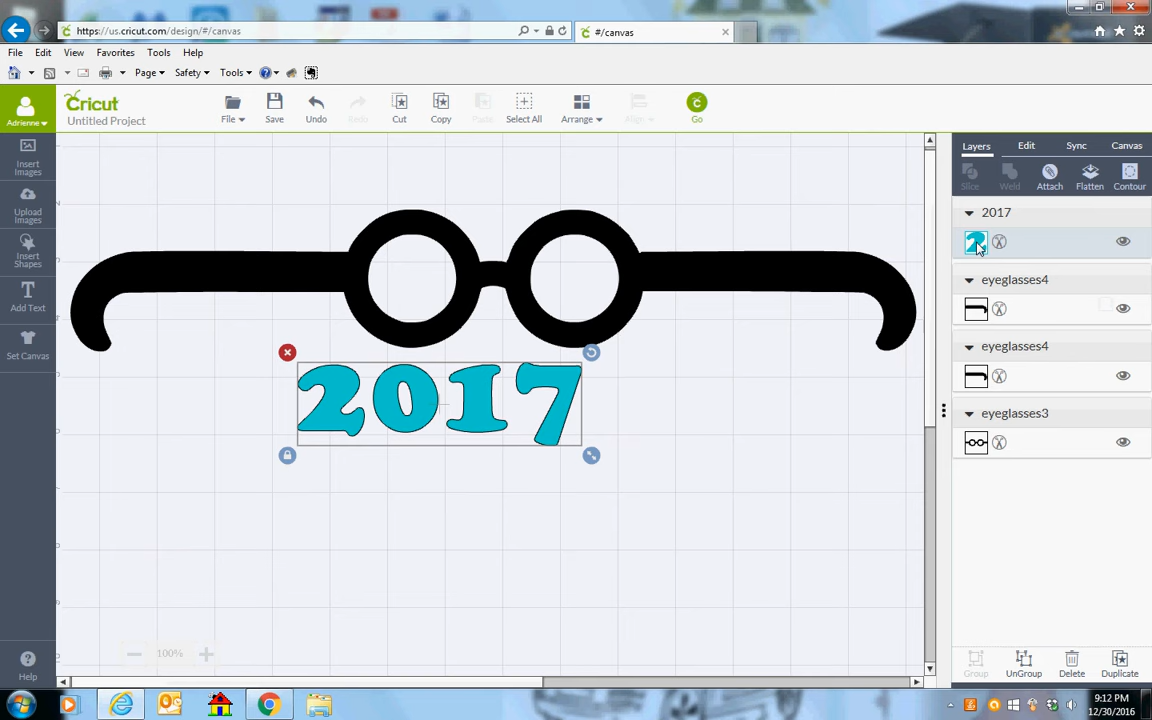 https://us.cricut.com/design/#/canvas
#/canvas
File Edit View Favorites Tools Help
Page Safety Tools
Adrienne
Cricut
Untitled Project
File
Save
Undo
Redo
Cut
Copy
Paste
Select All
Arrange
Align
Go
Insert Images
Upload Images
Insert Shapes
Add Text
Set Canvas
Help
Layers Edit Sync Canvas
Slice Weld Attach Flatten Contour
2017
eyeglasses4
eyeglasses4
eyeglasses3
2017
100%
Group UnGroup Delete Duplicate
9:12 PM
12/30/2016